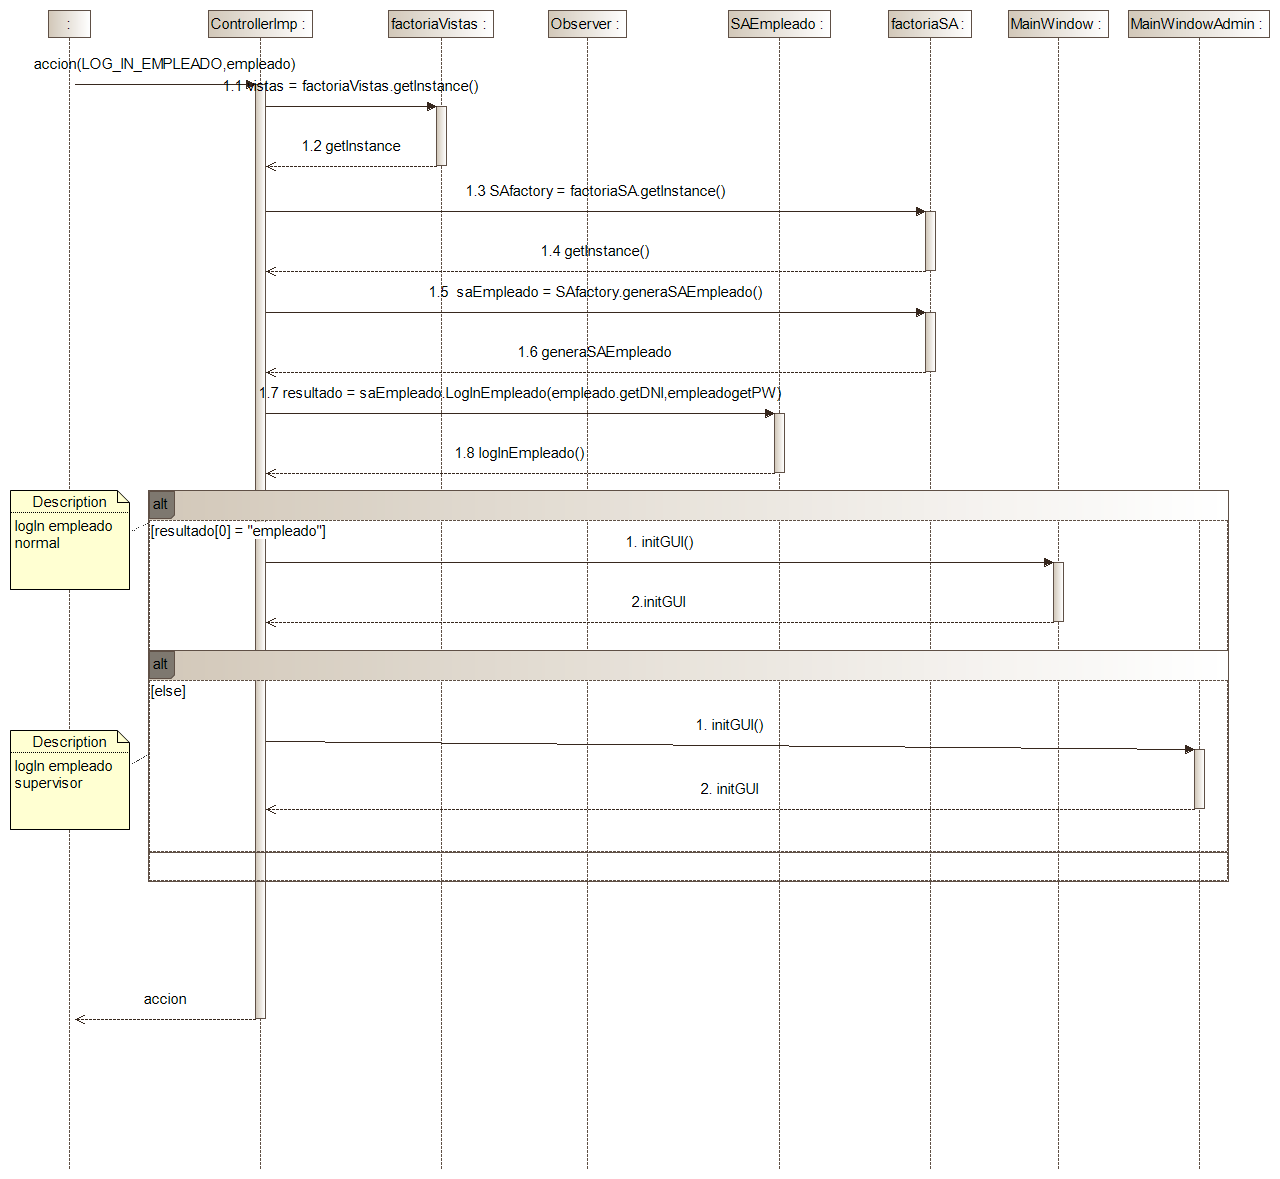 :
ControllerImp :
factoriaVistas :
Observer :
SAEmpleado :
factoriaSA :
MainWindow :
MainWindowAdmin :
accion(LOG_IN_EMPLEADO,empleado)
1.1 vistas = factoriaVistas.getInstance()
1.2 getInstance
1.3 SAfactory = factoriaSA.getInstance()
1.4 getInstance()
1.5 saEmpleado = SAfactory.generaSAEmpleado()
1.6 generaSAEmpleado
1.7 resultado = saEmpleado.LogInEmpleado(empleado.getDNI,empleadogetPW)
1.8 logInEmpleado()
Description
logIn empleado
normal
alt
[resultado[0] = "empleado"]
1. initGUI()
2.initGUI
alt
[else]
Description
logIn empleado
supervisor
1. initGUI()
2. initGUI
accion